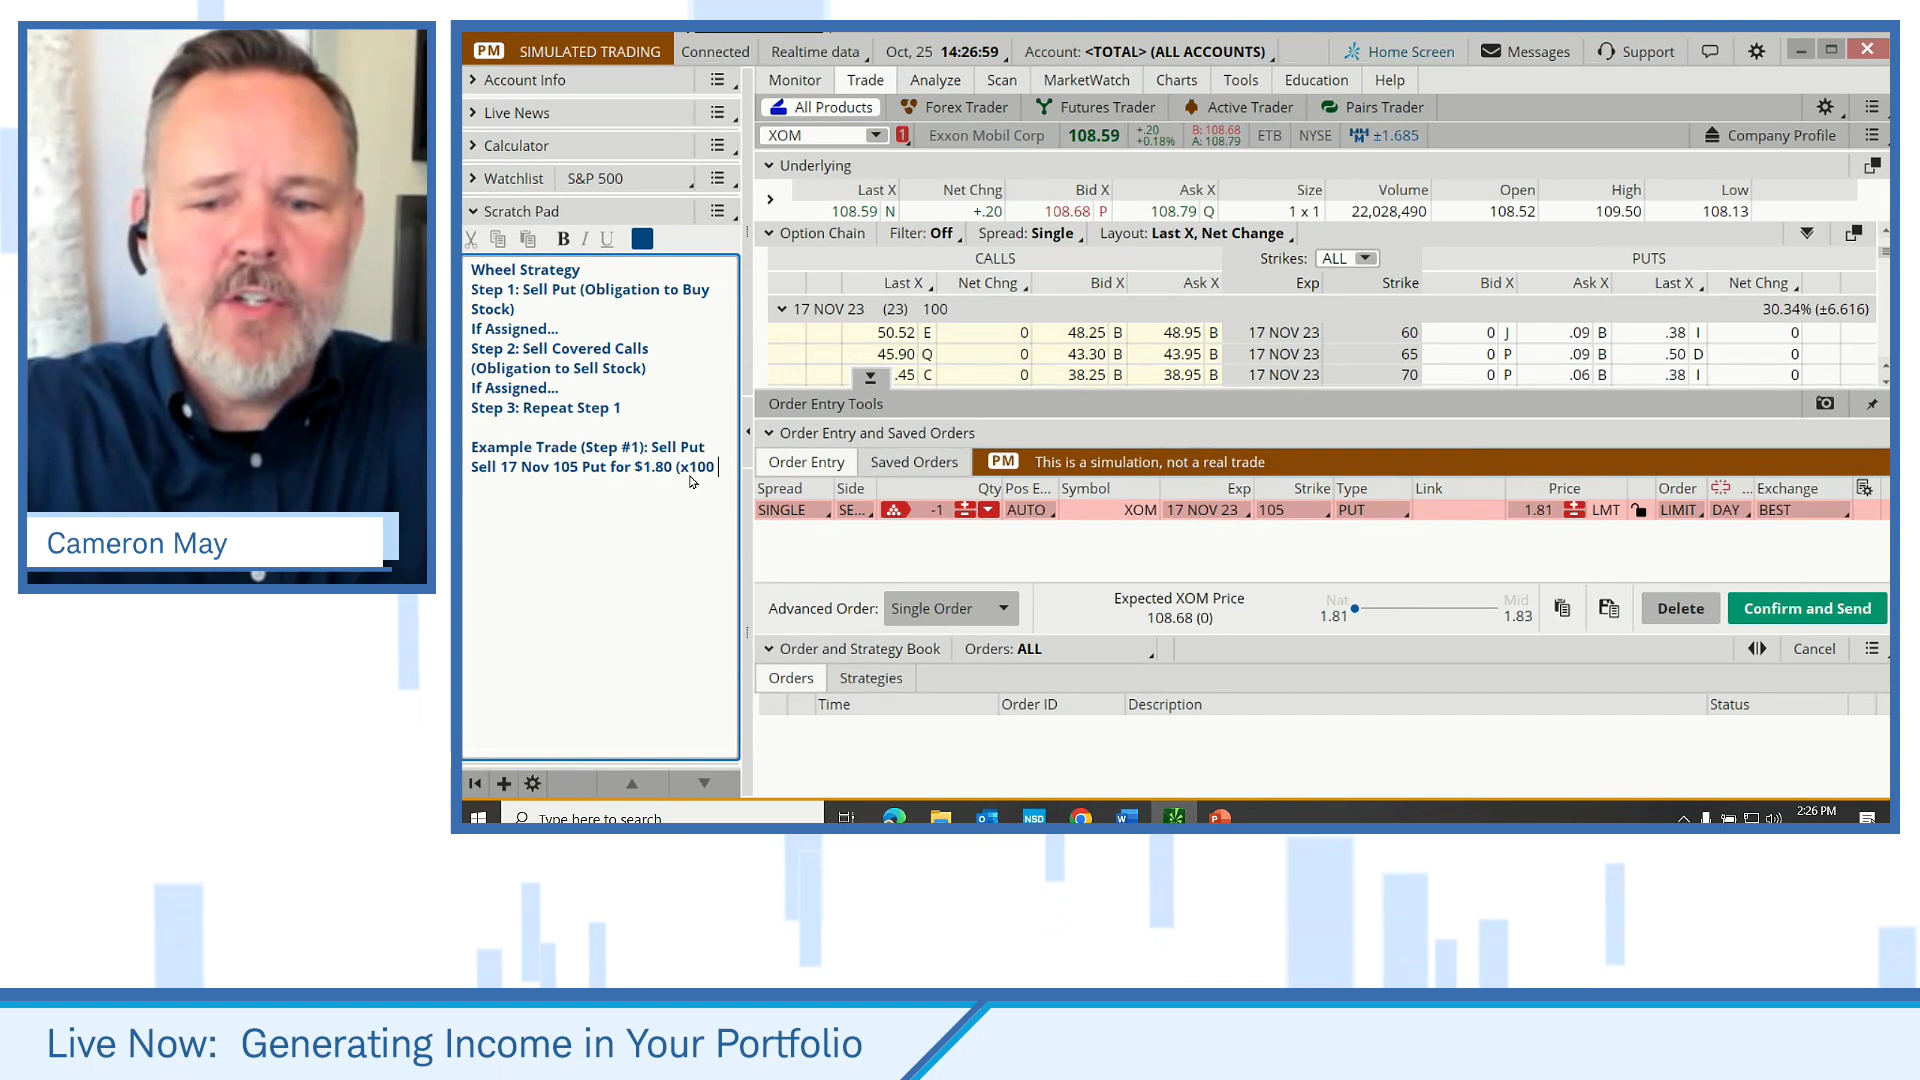 Cameron May
PM SIMULATED TRADING Connected Realtime data Oct, 25 14:26:59 Account: <TOTAL> (ALL ACCOUNTS) Home Screen Messages Support
Account Info
Live News
Calculator
Watchlist S&P 500
Scratch Pad
B I U
Wheel Strategy
Step 1: Sell Put (Obligation to Buy
Stock)
If Assigned...
Step 2: Sell Covered Calls
(Obligation to Sell Stock)
If Assigned...
Step 3: Repeat Step 1
Example Trade (Step #1): Sell Put
Sell 17 Nov 105 Put for $1.80 (x100
Monitor Trade Analyze Scan MarketWatch Charts Tools Education Help
All Products Forex Trader Futures Trader Active Trader Pairs Trader
XOM 1 Exxon Mobil Corp 108.59 +.20 +0.18% B: 108.68 A: 108.79 ETB NYSE ±1.685 Company Profile
Underlying
Last X Net Chng Bid X Ask X Size Volume Open High Low
108.59 N +.20 108.68 P 108.79 Q 1 x 1 22,028,490 108.52 109.50 108.13
Option Chain Filter: Off Spread: Single Layout: Last X, Net Change
CALLS Strikes: ALL PUTS
Last X Net Chng Bid X Ask X Exp Strike Bid X Ask X Last X Net Chng
17 NOV 23 (23) 100 30.34% (±6.616)
50.52 E 0 48.25 B 48.95 B 17 NOV 23 60 0 J .09 B .38 I 0
45.90 Q 0 43.30 B 43.95 B 17 NOV 23 65 0 P .09 B .50 D 0
.45 C 0 38.25 B 38.95 B 17 NOV 23 70 0 P .06 B .38 I 0
Order Entry Tools
Order Entry and Saved Orders
Order Entry Saved Orders PM This is a simulation, not a real trade
Spread Side Qty Pos E... Symbol Exp Strike Type Link Price Order ... Exchange
SINGLE SE... -1 AUTO XOM 17 NOV 23 105 PUT 1.81 LMT LIMIT DAY BEST
Advanced Order: Single Order Expected XOM Price Nat Mid Delete Confirm and Send
108.68 (0) 1.81 1.83
Order and Strategy Book Orders: ALL Cancel
Orders Strategies
Time Order ID Description Status
Type here to search NSD 2:26 PM
Live Now: Generating Income in Your Portfolio